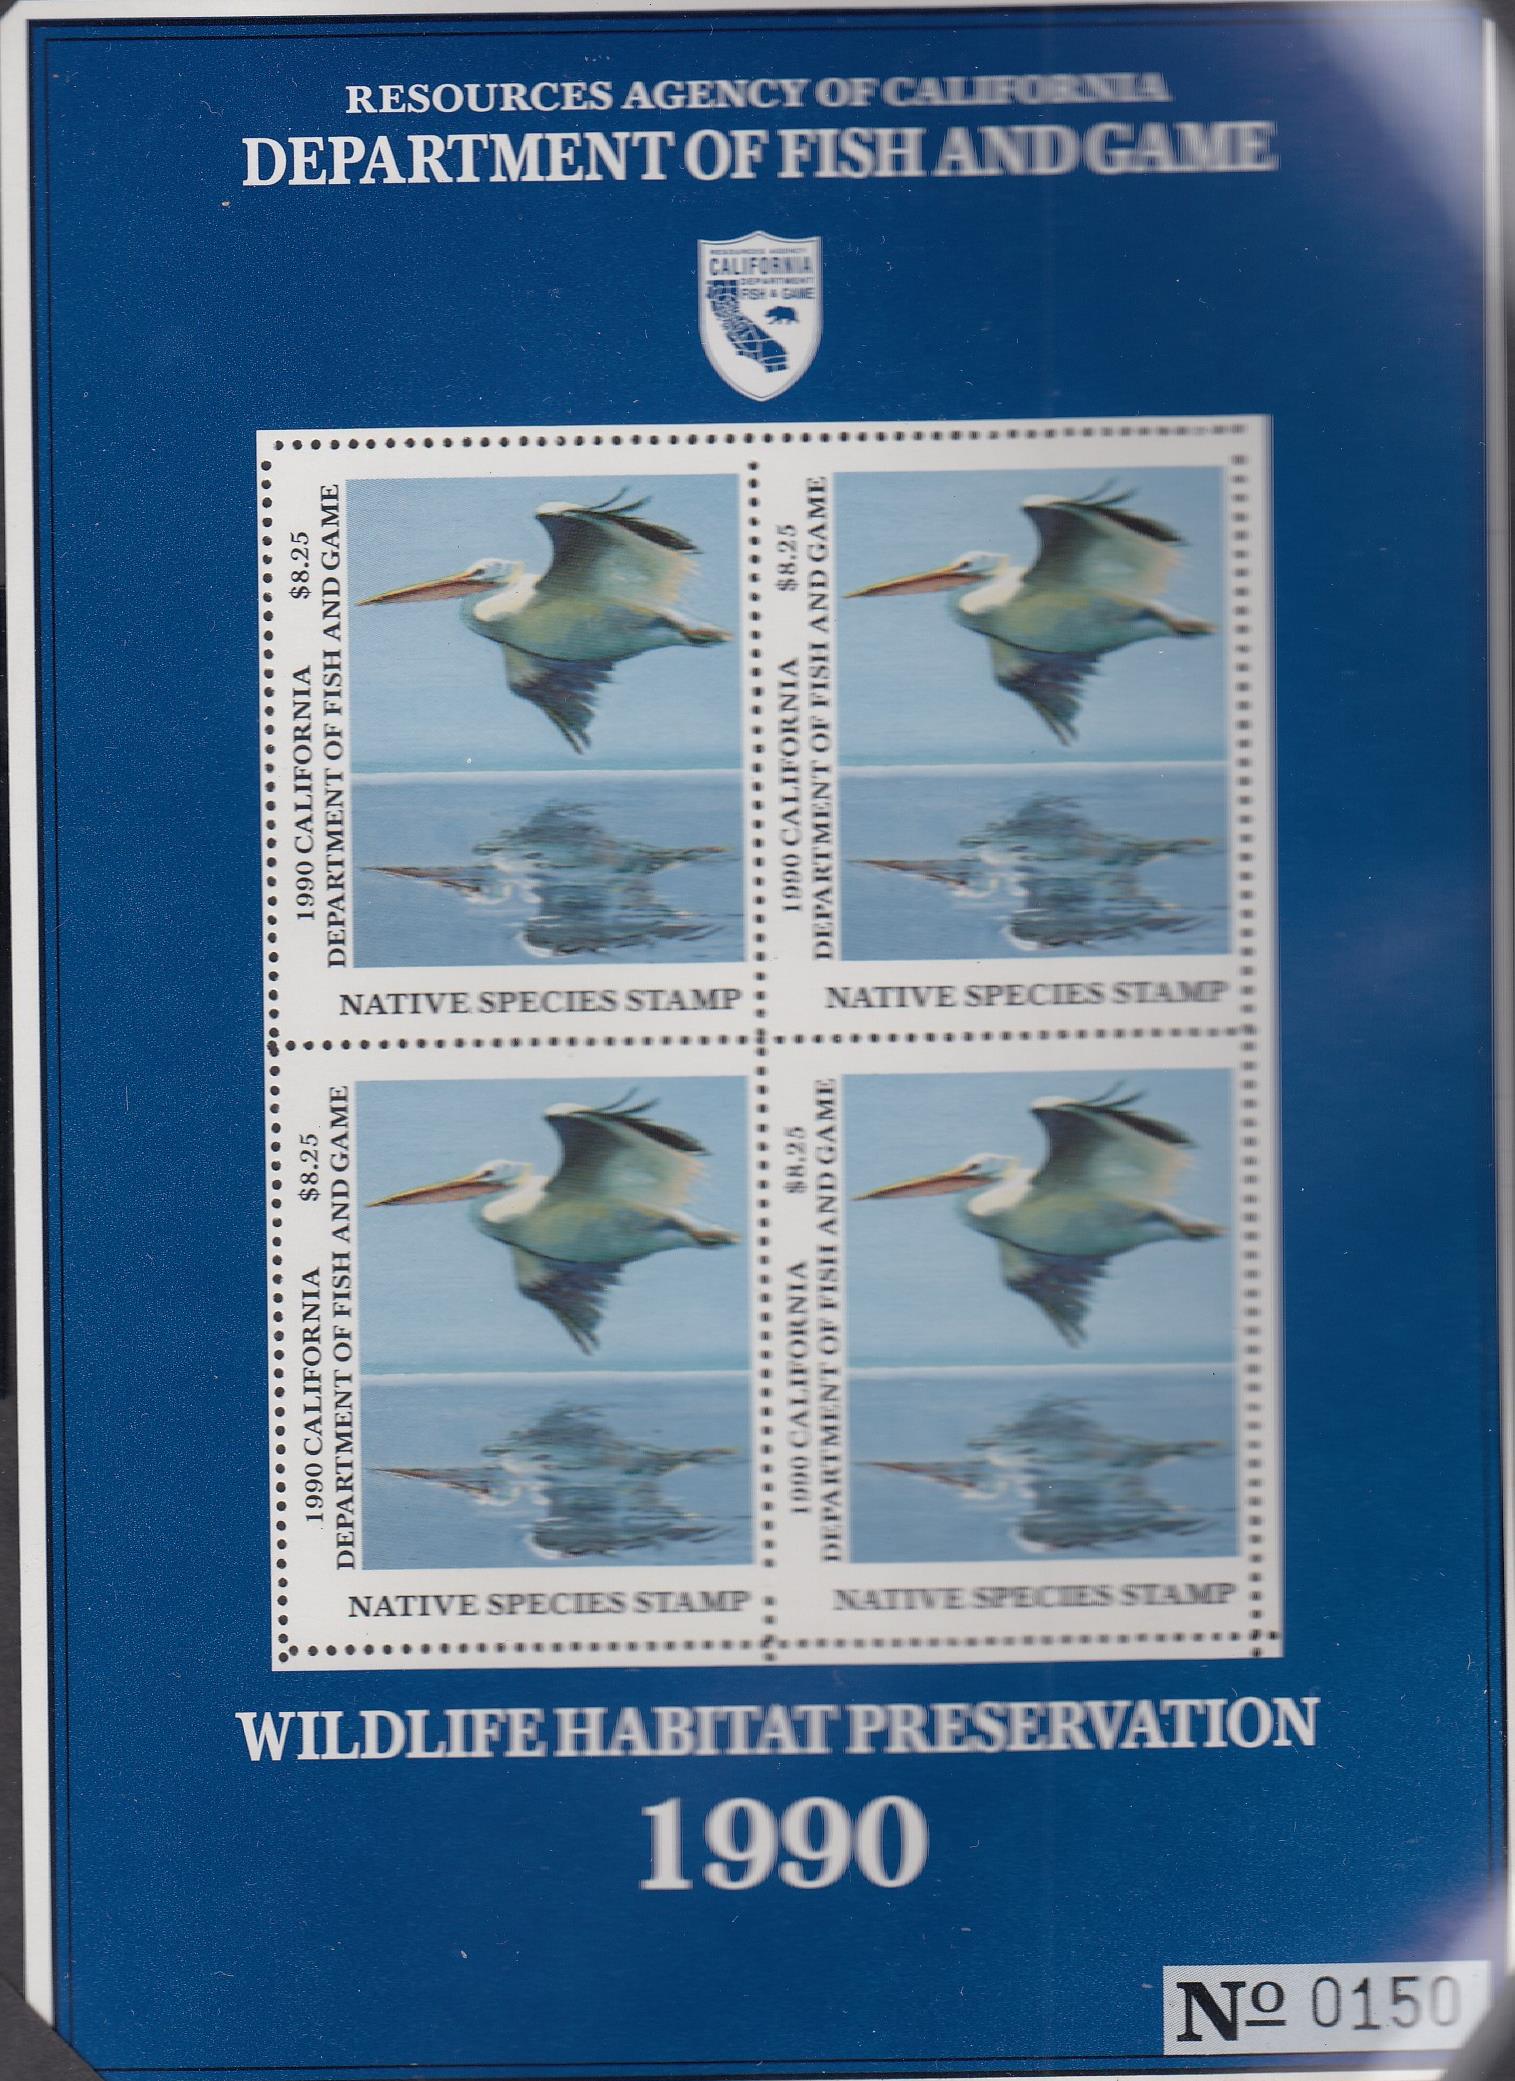 RESOURCES AGENCY OF CALIFORNIA
DEPARTMENT OF FISH AND GAME
RESOURCES AGENCY
CALIFORNIA
DEPARTMENT
FISH & GAME
1990 CALIFORNIA $8.25
DEPARTMENT OF FISH AND GAME
NATIVE SPECIES STAMP
1990 CALIFORNIA $8.25
DEPARTMENT OF FISH AND GAME
NATIVE SPECIES STAMP
1990 CALIFORNIA $8.25
DEPARTMENT OF FISH AND GAME
NATIVE SPECIES STAMP
1990 CALIFORNIA $8.25
DEPARTMENT OF FISH AND GAME
NATIVE SPECIES STAMP
WILDLIFE HABITAT PRESERVATION
1990
Nº 0150